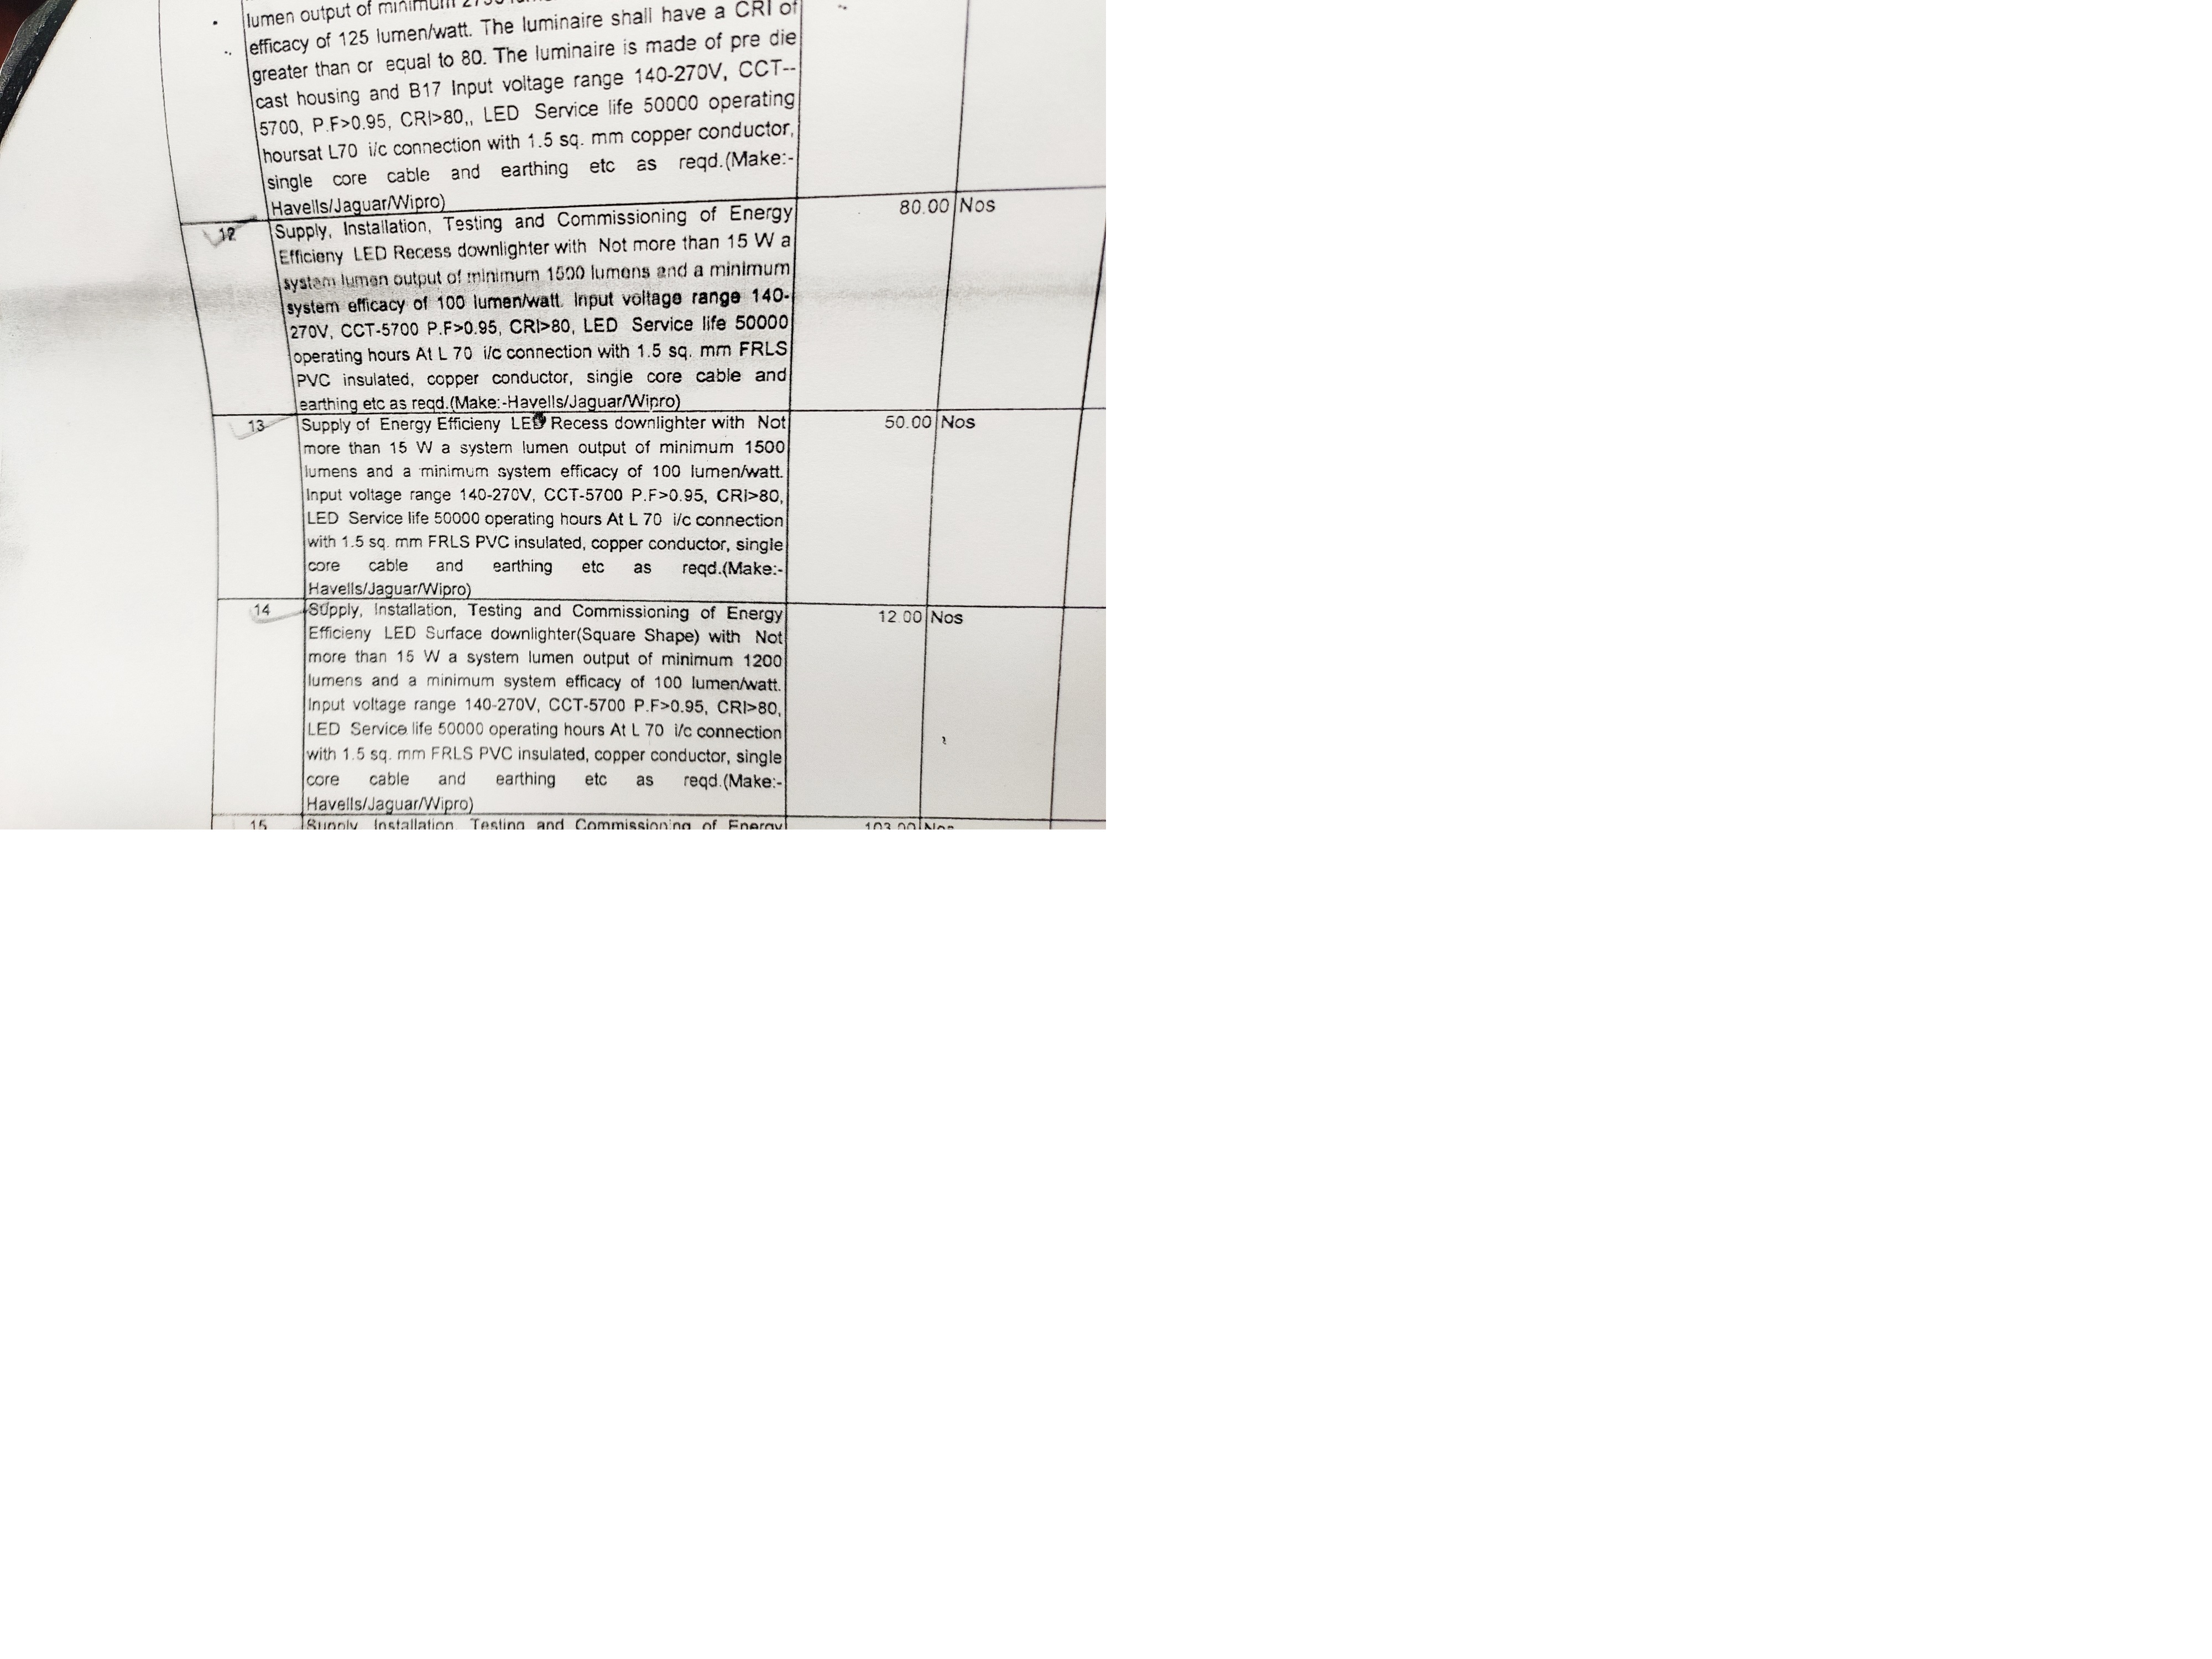 lumen output of minimum
efficacy of 125 lumen/watt. The luminaire shall have a CRI of
greater than or equal to 80. The luminaire is made of pre die
cast housing and B17 Input voltage range 140-270V, CCT--
5700, P.F>0.95, CRI>80,, LED Service life 50000 operating
hoursat L70 i/c connection with 1.5 sq. mm copper conductor,
single core cable and earthing etc as reqd.(Make:-
Havells/Jaguar/Wipro)
12 Supply, Installation, Testing and Commissioning of Energy 80.00 Nos
Efficieny LED Recess downlighter with Not more than 15 W a
system lumen output of minimum 1500 lumens and a minimum
system efficacy of 100 lumen/watt. Input voltage range 140-
270V, CCT-5700 P.F>0.95, CRI>80, LED Service life 50000
operating hours At L 70 i/c connection with 1.5 sq. mm FRLS
PVC insulated, copper conductor, single core cable and
earthing etc as reqd.(Make:-Havells/Jaguar/Wipro)
13 Supply of Energy Efficieny LED Recess downlighter with Not 50.00 Nos
more than 15 W a system lumen output of minimum 1500
lumens and a minimum system efficacy of 100 lumen/watt.
Input voltage range 140-270V, CCT-5700 P.F>0.95, CRI>80,
LED Service life 50000 operating hours At L 70 i/c connection
with 1.5 sq. mm FRLS PVC insulated, copper conductor, single
core cable and earthing etc as reqd.(Make:-
Havells/Jaguar/Wipro)
14 Supply, Installation, Testing and Commissioning of Energy 12.00 Nos
Efficieny LED Surface downlighter(Square Shape) with Not
more than 15 W a system lumen output of minimum 1200
lumens and a minimum system efficacy of 100 lumen/watt.
Input voltage range 140-270V, CCT-5700 P.F>0.95, CRI>80,
LED Service life 50000 operating hours At L 70 i/c connection
with 1.5 sq. mm FRLS PVC insulated, copper conductor, single
core cable and earthing etc as reqd.(Make:-
Havells/Jaguar/Wipro)
15 Supply, Installation, Testing and Commissioning of Energy 103.00 Nos